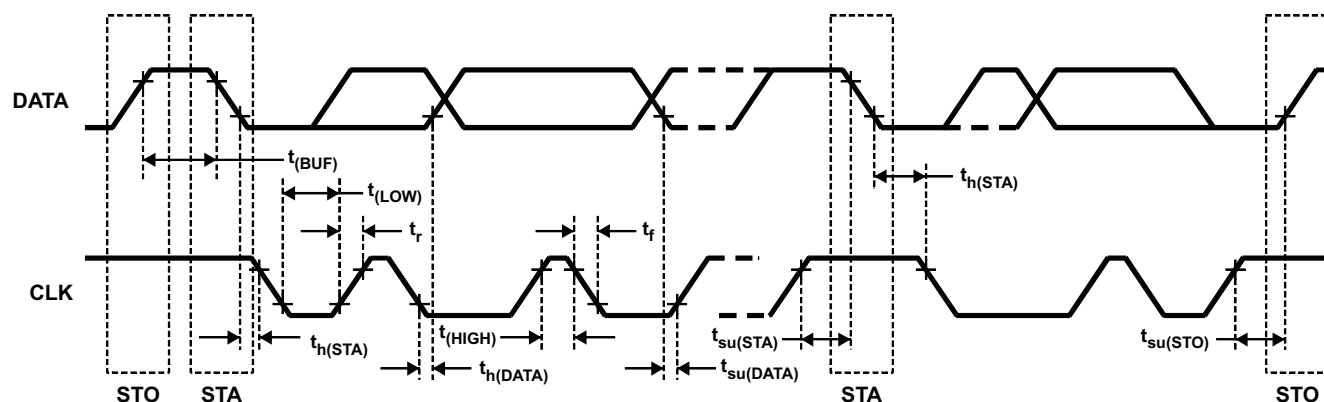 DATA
t(BUF)
t(LOW)
th(STA)
tr
tf
CLK
th(STA)
t(HIGH)
th(DATA)
tsu(DATA)
tsu(STA)
tsu(STO)
STO
STA
STA
STO